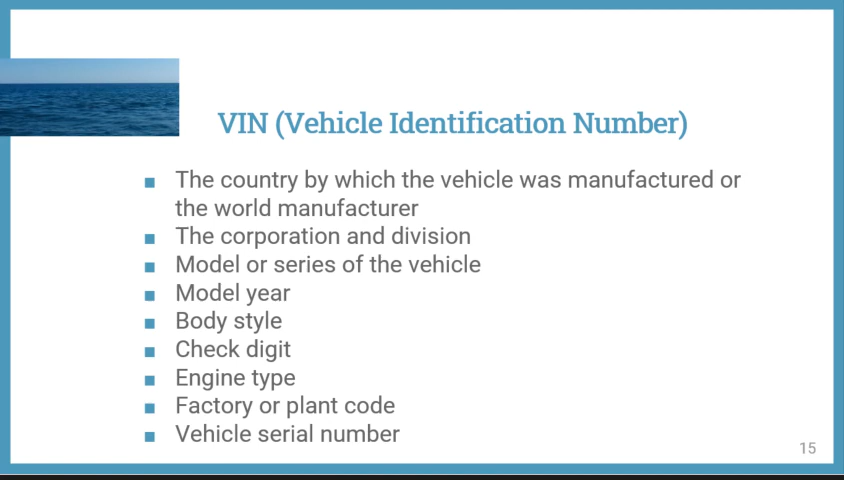 VIN (Vehicle Identification Number)
■ The country by which the vehicle was manufactured or
the world manufacturer
■ The corporation and division
■ Model or series of the vehicle
■ Model year
■ Body style
■ Check digit
■ Engine type
■ Factory or plant code
■ Vehicle serial number
15